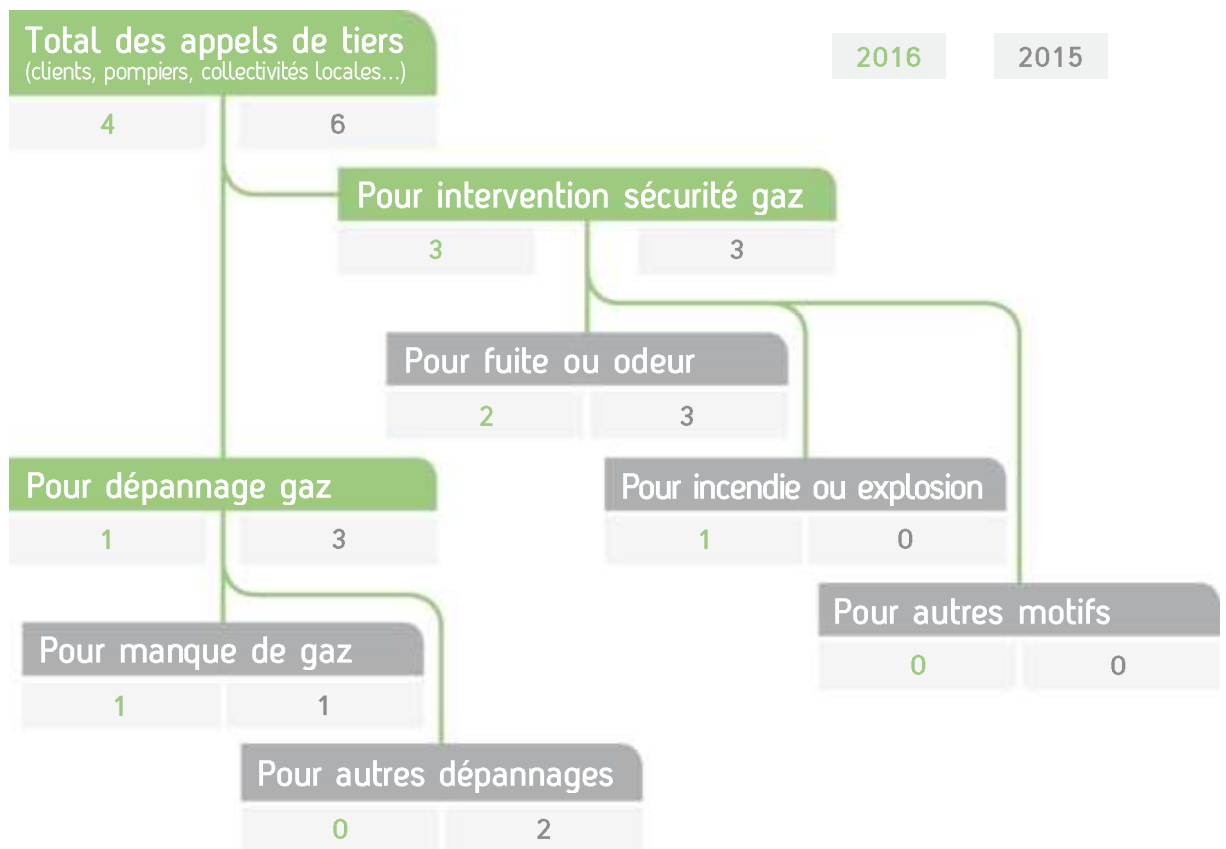 Total des appels de tiers
(clients, pompiers, collectivités locales...)
2016 2015
4 6
Pour intervention sécurité gaz
3 3
Pour fuite ou odeur
2 3
Pour dépannage gaz
1 3
Pour incendie ou explosion
1 0
Pour autres motifs
0 0
Pour manque de gaz
1 1
Pour autres dépannages
0 2